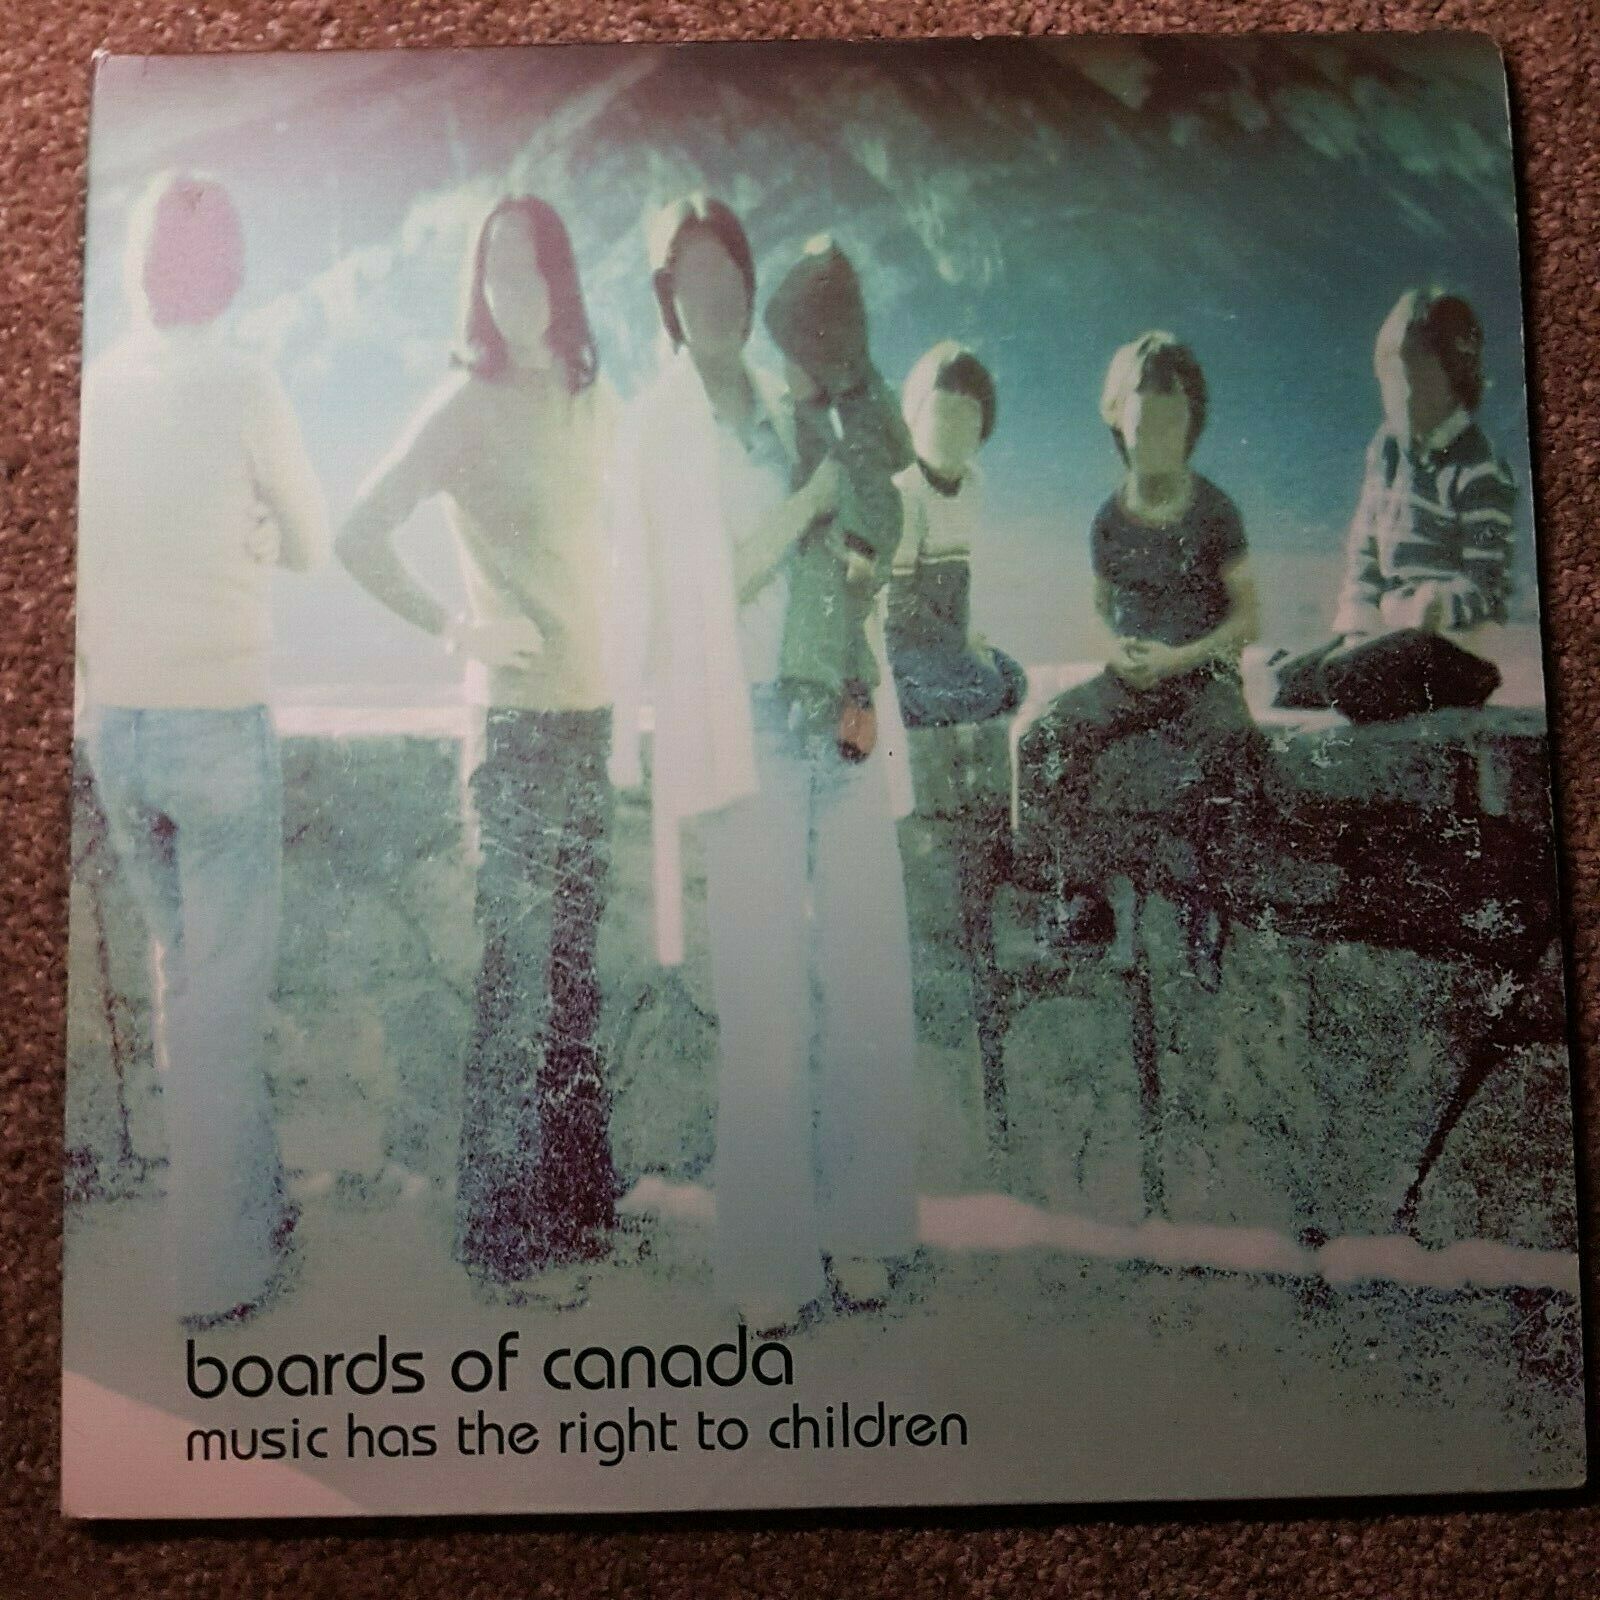 boards of canada
music has the right to children